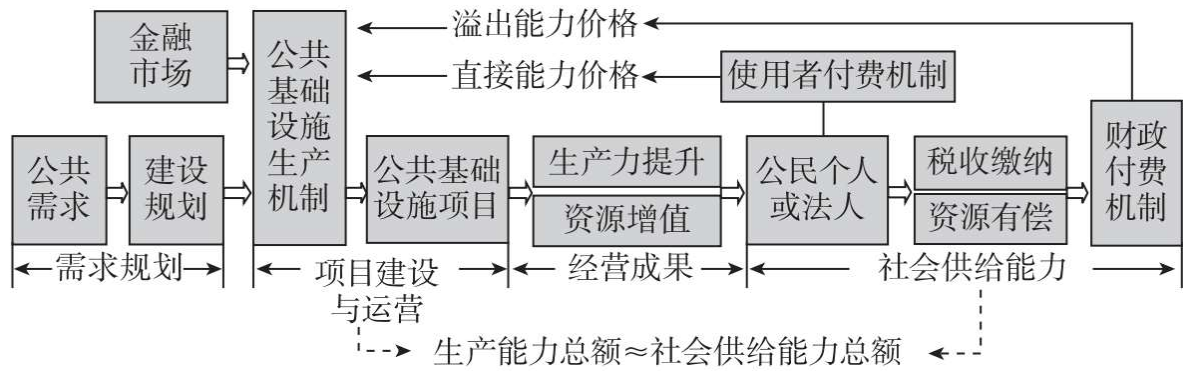 金融
市场
公共
基础
设施
生产
机制
溢出能力价格
直接能力价格
使用者付费机制
公共
需求
建设
规划
公共基础
设施项目
生产力提升
资源增值
公民个人
或法人
税收缴纳
资源有偿
财政
付费
机制
需求规划
项目建设
与运营
经营成果
社会供给能力
生产能力总额≈社会供给能力总额